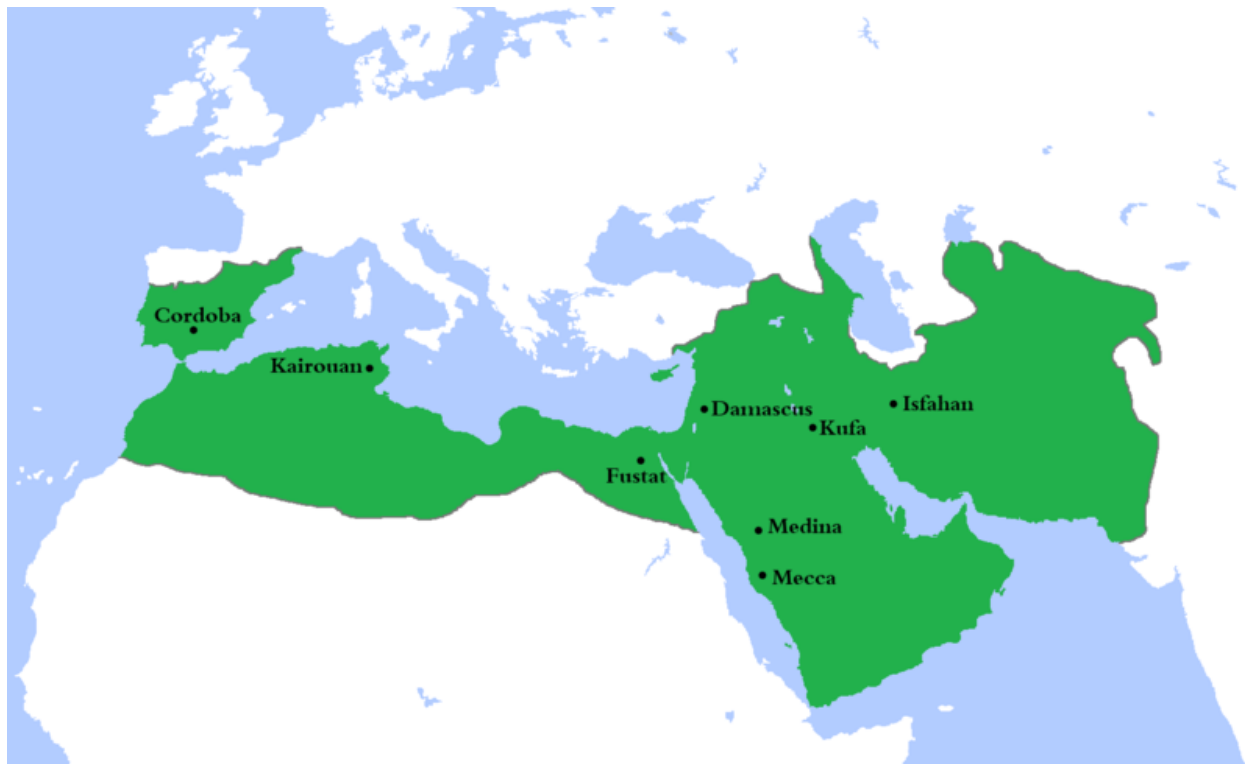 Cordoba
Kairouan
Damascus
Isfahan
Kufa
Fustat
Medina
Mecca